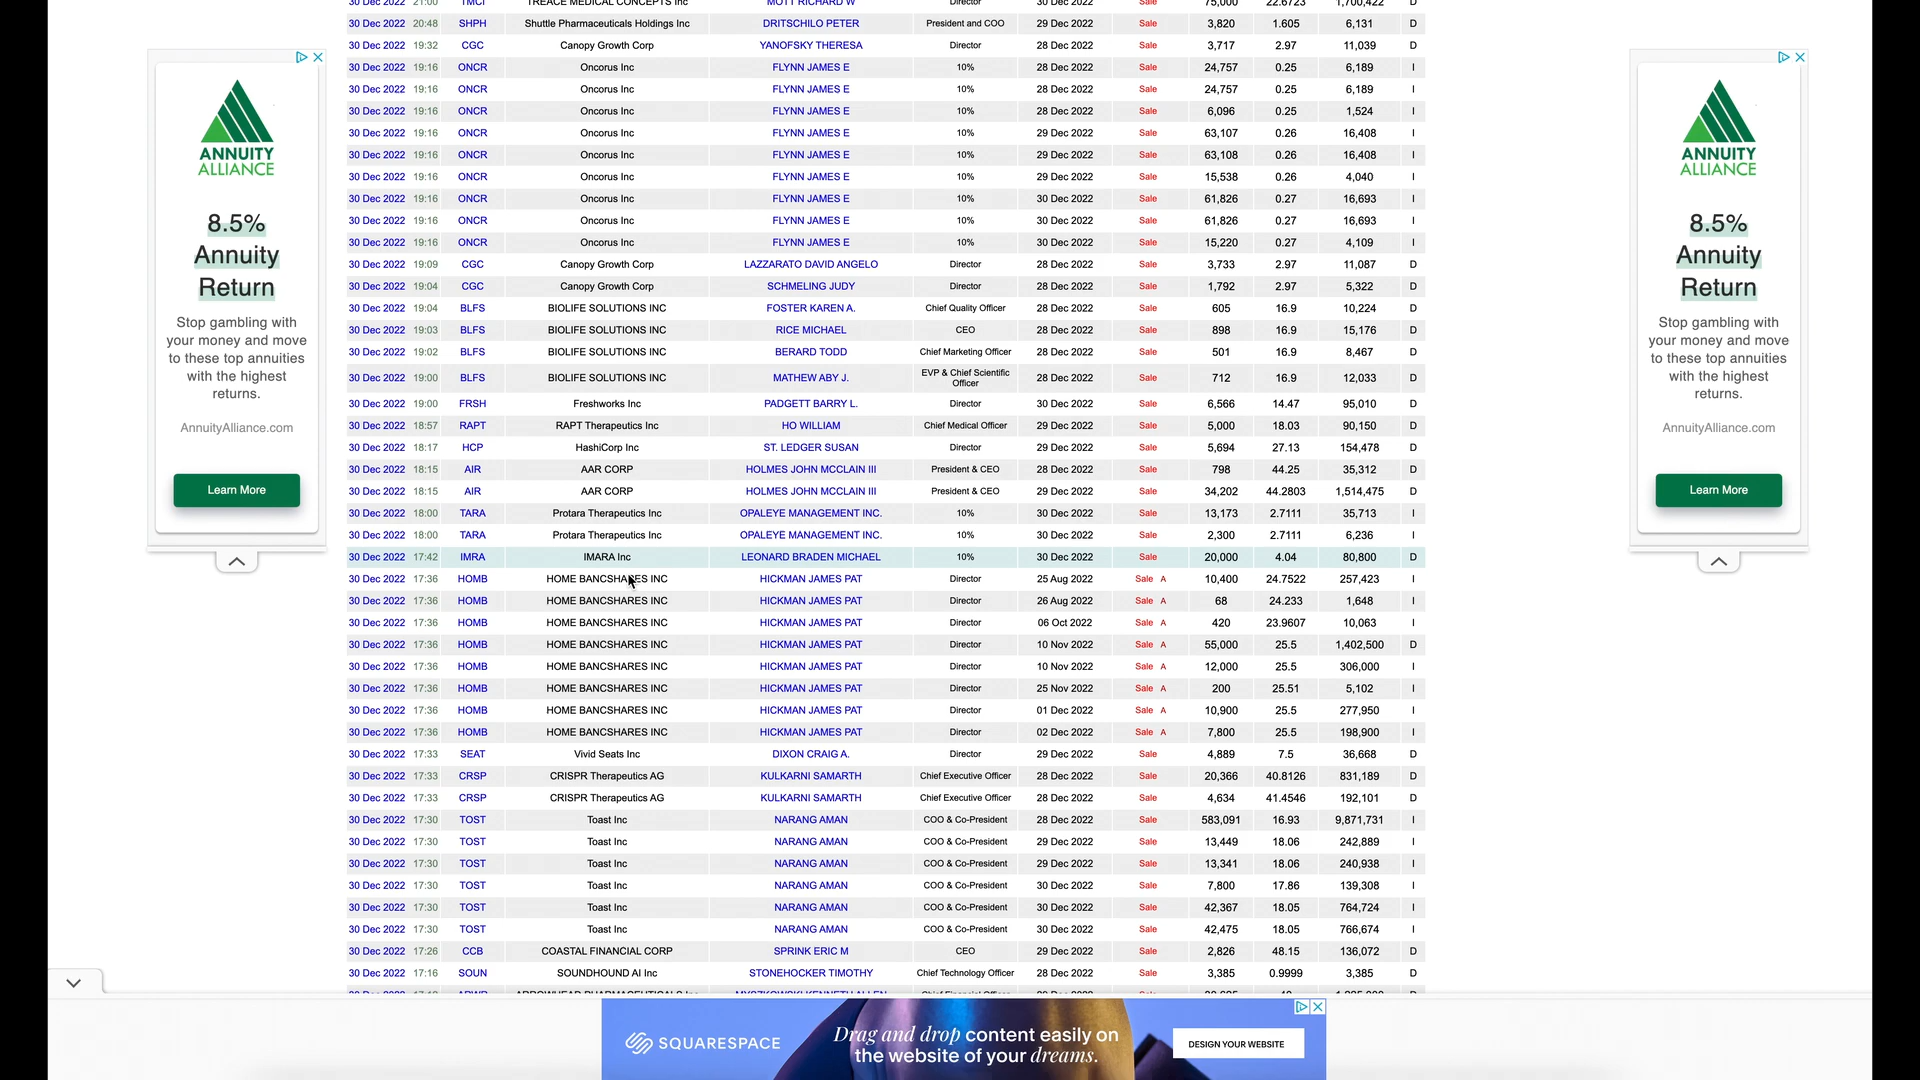 30 Dec 2022 21:00 TMCI TREACE MEDICAL CONCEPTS Inc MOTT RICHARD W Director 30 Dec 2022 Sale 75,000 22.6723 1,700,422 D
30 Dec 2022 20:48 SHPH Shuttle Pharmaceuticals Holdings Inc DRITSCHILO PETER President and COO 29 Dec 2022 Sale 3,820 1.605 6,131 D
30 Dec 2022 19:32 CGC Canopy Growth Corp YANOFSKY THERESA Director 28 Dec 2022 Sale 3,717 2.97 11,039 D
30 Dec 2022 19:16 ONCR Oncorus Inc FLYNN JAMES E 10% 28 Dec 2022 Sale 24,757 0.25 6,189 I
30 Dec 2022 19:16 ONCR Oncorus Inc FLYNN JAMES E 10% 28 Dec 2022 Sale 24,757 0.25 6,189 I
30 Dec 2022 19:16 ONCR Oncorus Inc FLYNN JAMES E 10% 28 Dec 2022 Sale 6,096 0.25 1,524 I
30 Dec 2022 19:16 ONCR Oncorus Inc FLYNN JAMES E 10% 29 Dec 2022 Sale 63,107 0.26 16,408 I
30 Dec 2022 19:16 ONCR Oncorus Inc FLYNN JAMES E 10% 29 Dec 2022 Sale 63,108 0.26 16,408 I
30 Dec 2022 19:16 ONCR Oncorus Inc FLYNN JAMES E 10% 29 Dec 2022 Sale 15,538 0.26 4,040 I
30 Dec 2022 19:16 ONCR Oncorus Inc FLYNN JAMES E 10% 30 Dec 2022 Sale 61,826 0.27 16,693 I
30 Dec 2022 19:16 ONCR Oncorus Inc FLYNN JAMES E 10% 30 Dec 2022 Sale 61,826 0.27 16,693 I
30 Dec 2022 19:16 ONCR Oncorus Inc FLYNN JAMES E 10% 30 Dec 2022 Sale 15,220 0.27 4,109 I
30 Dec 2022 19:09 CGC Canopy Growth Corp LAZZARATO DAVID ANGELO Director 28 Dec 2022 Sale 3,733 2.97 11,087 D
30 Dec 2022 19:04 CGC Canopy Growth Corp SCHMELING JUDY Director 28 Dec 2022 Sale 1,792 2.97 5,322 D
30 Dec 2022 19:04 BLFS BIOLIFE SOLUTIONS INC FOSTER KAREN A. Chief Quality Officer 28 Dec 2022 Sale 605 16.9 10,224 D
30 Dec 2022 19:03 BLFS BIOLIFE SOLUTIONS INC RICE MICHAEL CEO 28 Dec 2022 Sale 898 16.9 15,176 D
30 Dec 2022 19:02 BLFS BIOLIFE SOLUTIONS INC BERARD TODD Chief Marketing Officer 28 Dec 2022 Sale 501 16.9 8,467 D
30 Dec 2022 19:00 BLFS BIOLIFE SOLUTIONS INC MATHEW ABY J. EVP & Chief Scientific Officer 28 Dec 2022 Sale 712 16.9 12,033 D
30 Dec 2022 19:00 FRSH Freshworks Inc PADGETT BARRY L. Director 30 Dec 2022 Sale 6,566 14.47 95,010 D
30 Dec 2022 18:57 RAPT RAPT Therapeutics Inc HO WILLIAM Chief Medical Officer 29 Dec 2022 Sale 5,000 18.03 90,150 D
30 Dec 2022 18:17 HCP HashiCorp Inc ST. LEDGER SUSAN Director 29 Dec 2022 Sale 5,694 27.13 154,478 D
30 Dec 2022 18:15 AIR AAR CORP HOLMES JOHN MCCLAIN III President & CEO 28 Dec 2022 Sale 798 44.25 35,312 D
30 Dec 2022 18:15 AIR AAR CORP HOLMES JOHN MCCLAIN III President & CEO 29 Dec 2022 Sale 34,202 44.2803 1,514,475 D
30 Dec 2022 18:00 TARA Protara Therapeutics Inc OPALEYE MANAGEMENT INC. 10% 30 Dec 2022 Sale 13,173 2.7111 35,713 I
30 Dec 2022 18:00 TARA Protara Therapeutics Inc OPALEYE MANAGEMENT INC. 10% 30 Dec 2022 Sale 2,300 2.7111 6,236 I
30 Dec 2022 17:42 IMRA IMARA Inc LEONARD BRADEN MICHAEL 10% 30 Dec 2022 Sale 20,000 4.04 80,800 D
30 Dec 2022 17:36 HOMB HOME BANCSHARES INC HICKMAN JAMES PAT Director 25 Aug 2022 Sale A 10,400 24.7522 257,423 I
30 Dec 2022 17:36 HOMB HOME BANCSHARES INC HICKMAN JAMES PAT Director 26 Aug 2022 Sale A 68 24.233 1,648 I
30 Dec 2022 17:36 HOMB HOME BANCSHARES INC HICKMAN JAMES PAT Director 06 Oct 2022 Sale A 420 23.9607 10,063 I
30 Dec 2022 17:36 HOMB HOME BANCSHARES INC HICKMAN JAMES PAT Director 10 Nov 2022 Sale A 55,000 25.5 1,402,500 D
30 Dec 2022 17:36 HOMB HOME BANCSHARES INC HICKMAN JAMES PAT Director 10 Nov 2022 Sale A 12,000 25.5 306,000 I
30 Dec 2022 17:36 HOMB HOME BANCSHARES INC HICKMAN JAMES PAT Director 25 Nov 2022 Sale A 200 25.51 5,102 I
30 Dec 2022 17:36 HOMB HOME BANCSHARES INC HICKMAN JAMES PAT Director 01 Dec 2022 Sale A 10,900 25.5 277,950 I
30 Dec 2022 17:36 HOMB HOME BANCSHARES INC HICKMAN JAMES PAT Director 02 Dec 2022 Sale A 7,800 25.5 198,900 I
30 Dec 2022 17:33 SEAT Vivid Seats Inc DIXON CRAIG A. Director 29 Dec 2022 Sale 4,889 7.5 36,668 D
30 Dec 2022 17:33 CRSP CRISPR Therapeutics AG KULKARNI SAMARTH Chief Executive Officer 28 Dec 2022 Sale 20,366 40.8126 831,189 D
30 Dec 2022 17:33 CRSP CRISPR Therapeutics AG KULKARNI SAMARTH Chief Executive Officer 28 Dec 2022 Sale 4,634 41.4546 192,101 D
30 Dec 2022 17:30 TOST Toast Inc NARANG AMAN COO & Co-President 28 Dec 2022 Sale 583,091 16.93 9,871,731 I
30 Dec 2022 17:30 TOST Toast Inc NARANG AMAN COO & Co-President 29 Dec 2022 Sale 13,449 18.06 242,889 I
30 Dec 2022 17:30 TOST Toast Inc NARANG AMAN COO & Co-President 29 Dec 2022 Sale 13,341 18.06 240,938 I
30 Dec 2022 17:30 TOST Toast Inc NARANG AMAN COO & Co-President 30 Dec 2022 Sale 7,800 17.86 139,308 I
30 Dec 2022 17:30 TOST Toast Inc NARANG AMAN COO & Co-President 30 Dec 2022 Sale 42,367 18.05 764,724 I
30 Dec 2022 17:30 TOST Toast Inc NARANG AMAN COO & Co-President 30 Dec 2022 Sale 42,475 18.05 766,674 I
30 Dec 2022 17:26 CCB COASTAL FINANCIAL CORP SPRINK ERIC M CEO 29 Dec 2022 Sale 2,826 48.15 136,072 D
30 Dec 2022 17:16 SOUN SOUNDHOUND AI Inc STONEHOCKER TIMOTHY Chief Technology Officer 28 Dec 2022 Sale 3,385 0.9999 3,385 D
ANNUITY
ALLIANCE
8.5%
Annuity
Return
Stop gambling with
your money and move
to these top annuities
with the highest
returns.
AnnuityAlliance.com
Learn More
ANNUITY
ALLIANCE
8.5%
Annuity
Return
Stop gambling with
your money and move
to these top annuities
with the highest
returns.
AnnuityAlliance.com
Learn More
SQUARESPACE
Drag and drop content easily on
the website of your dreams.
DESIGN YOUR WEBSITE